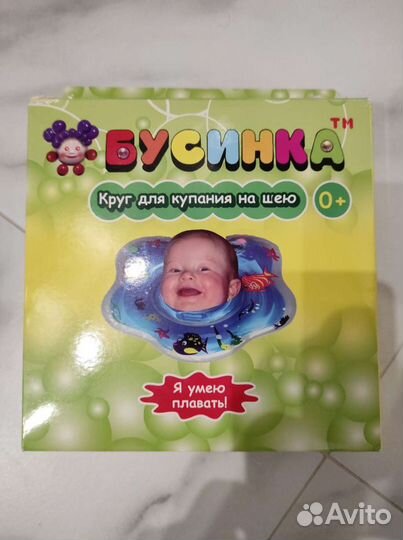 БУСИНКА TM
Круг для купания на шею 0+
Я умею
плавать!
Avito